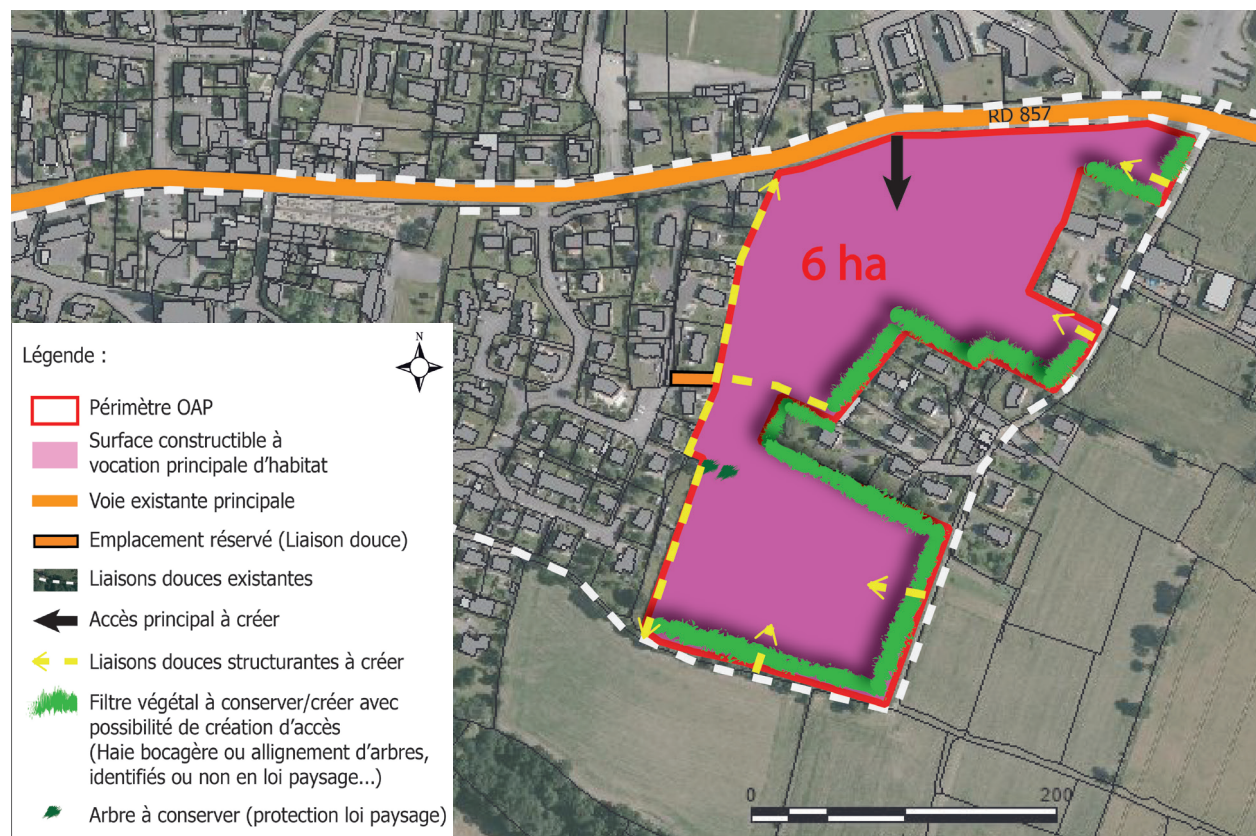 RD 857
6 ha
Légende :
N
Périmètre OAP
Surface constructible à
vocation principale d'habitat
Voie existante principale
Emplacement réservé (Liaison douce)
Liaisons douces existantes
Accès principal à créer
Liaisons douces structurantes à créer
Filtre végétal à conserver/créer avec
possibilité de création d'accès
(Haie bocagère ou allignement d'arbres,
identifiés ou non en loi paysage...)
Arbre à conserver (protection loi paysage)
0 200